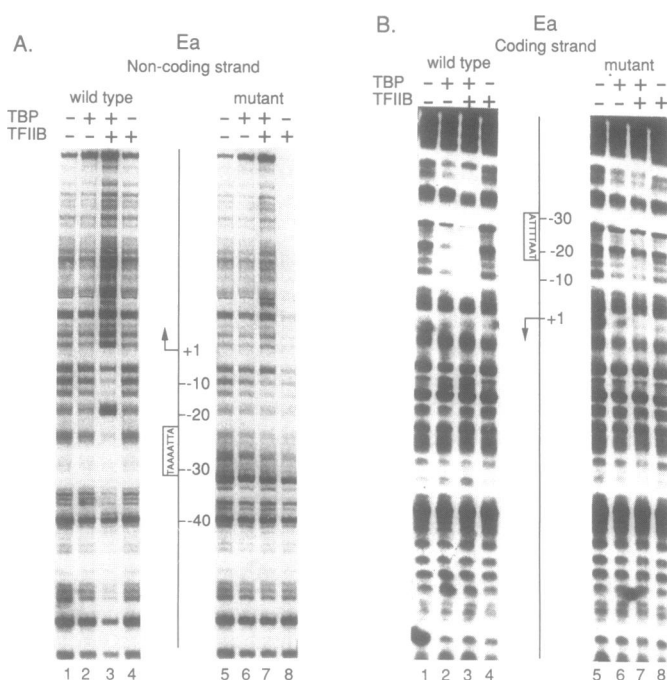 A.
Ea
Non-coding strand
wild type mutant
TBP − + + − − + + −
TFIIB − − + + − − + +
+1
-10
-20
TAAAATTA
-30
-40
1 2 3 4 5 6 7 8
B.
Ea
Coding strand
wild type mutant
TBP − + + − − + + −
TFIIB − − + + − − + +
-30
ATTTTAAT
-20
-10
+1
1 2 3 4 5 6 7 8